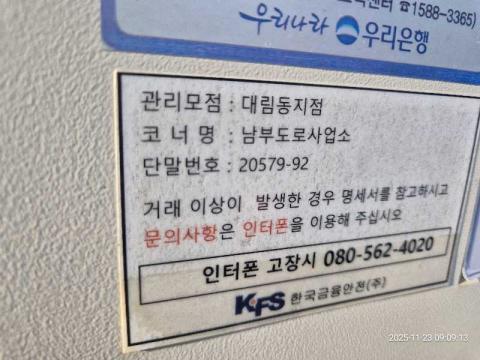 ☎1588-3365)
우리나라 우리은행
관리모점 : 대림동지점
코 너 명 : 남부도로사업소
단말번호 : 20579-92
거래 이상이 발생한 경우 명세서를 참고하시고
문의사항은 인터폰을 이용해 주십시오
인터폰 고장시 080-562-4020
KFS 한국금융안전(주)
2025-11-23 09:09:13